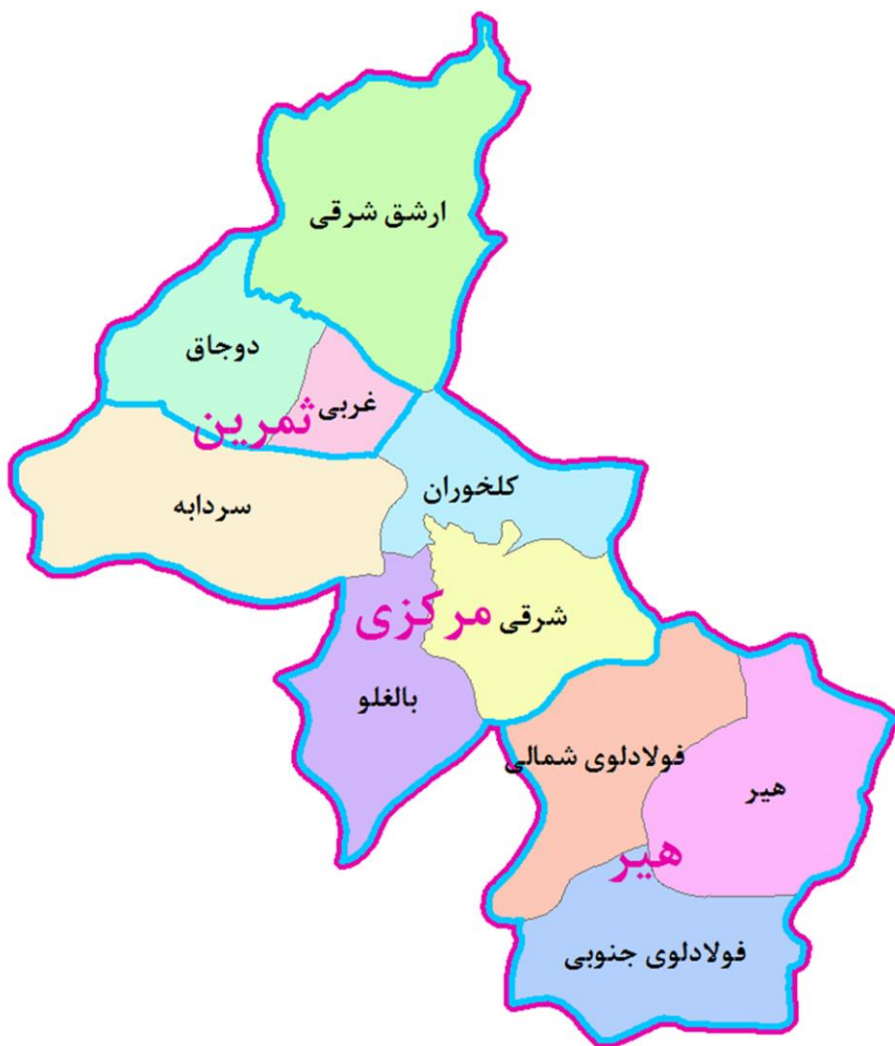 ارشق شرقی
دوجاق
غربی
ثمرین
کلخوران
سردابه
شرقی
مرکزی
بالغلو
فولادلوی شمالی
هیر
هیر
فولادلوی جنوبی